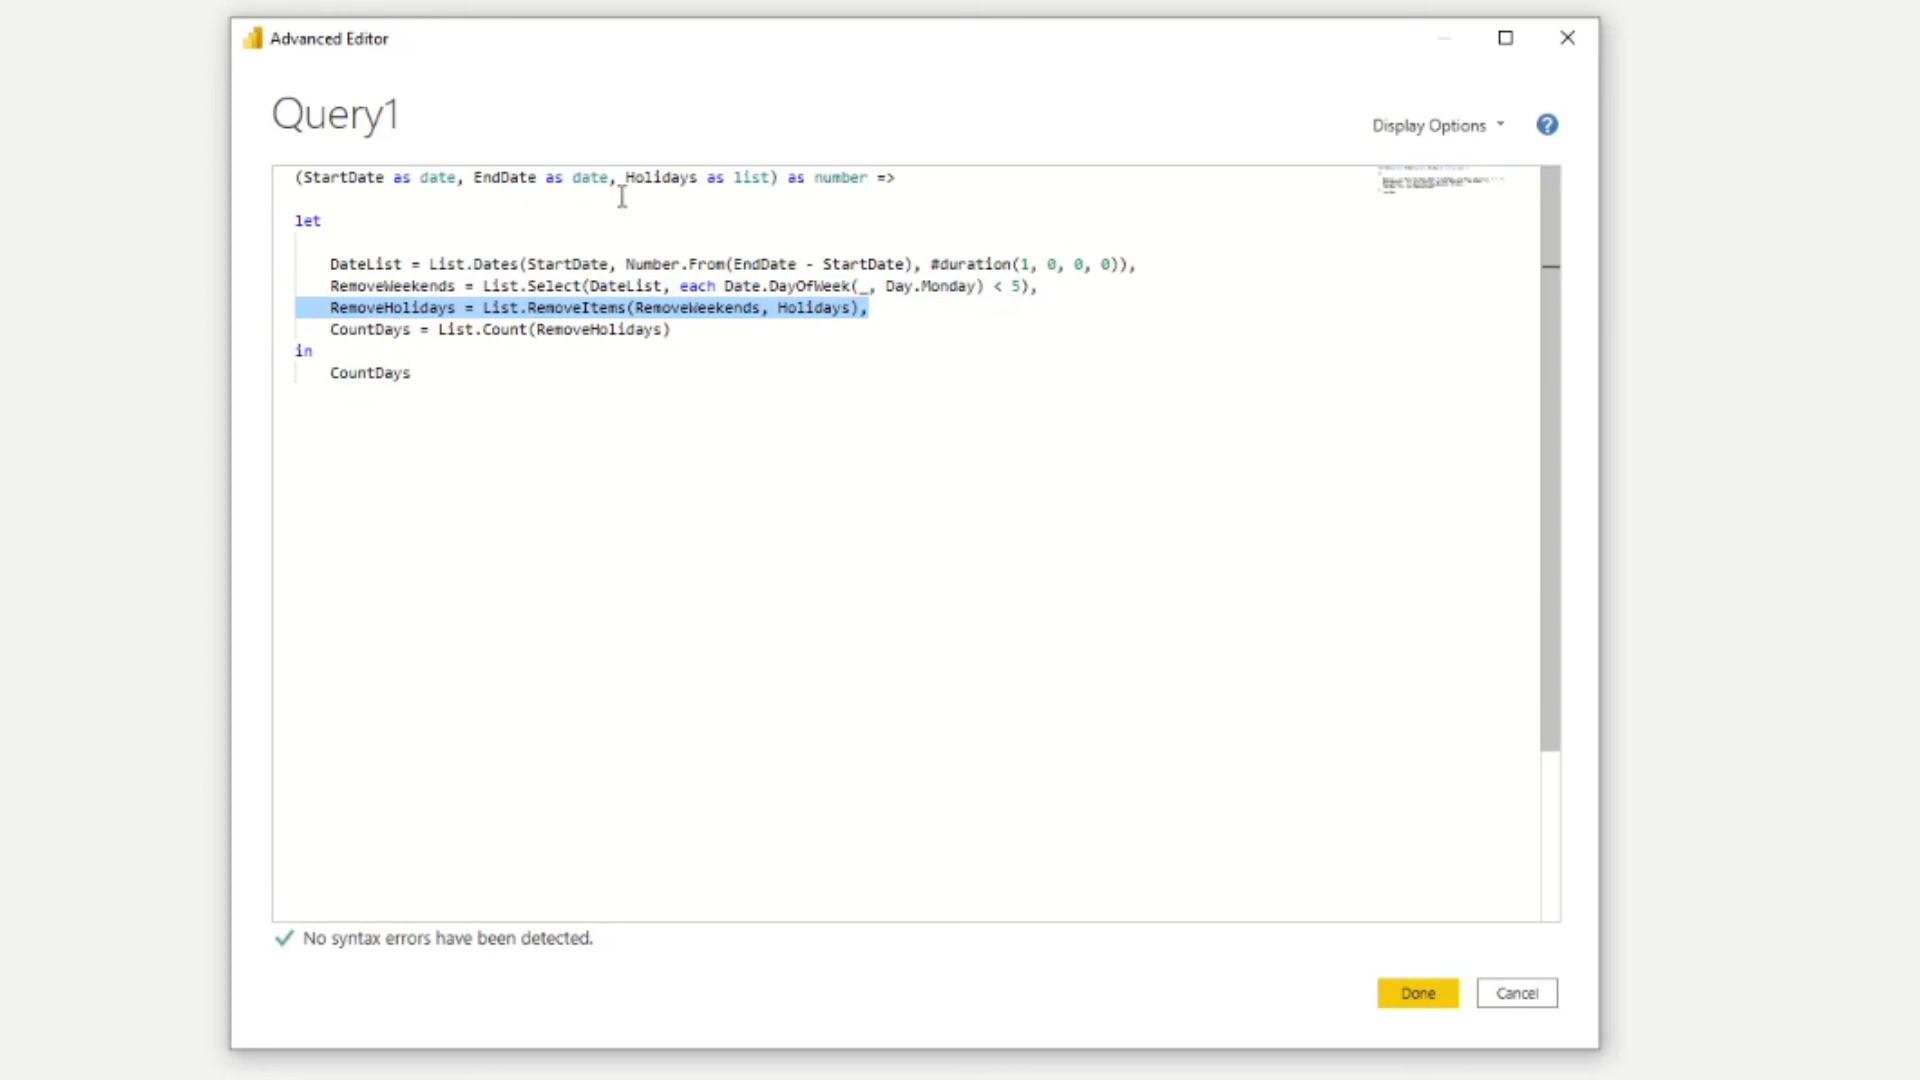 Advanced Editor
Query1
Display Options
?
(StartDate as date, EndDate as date, Holidays as list) as number =>
let
DateList = List.Dates(StartDate, Number.From(EndDate - StartDate), #duration(1, 0, 0, 0)),
RemoveWeekends = List.Select(DateList, each Date.DayOfWeek(_, Day.Monday) < 5),
RemoveHolidays = List.RemoveItems(RemoveWeekends, Holidays),
CountDays = List.Count(RemoveHolidays)
in
CountDays
No syntax errors have been detected.
Done
Cancel